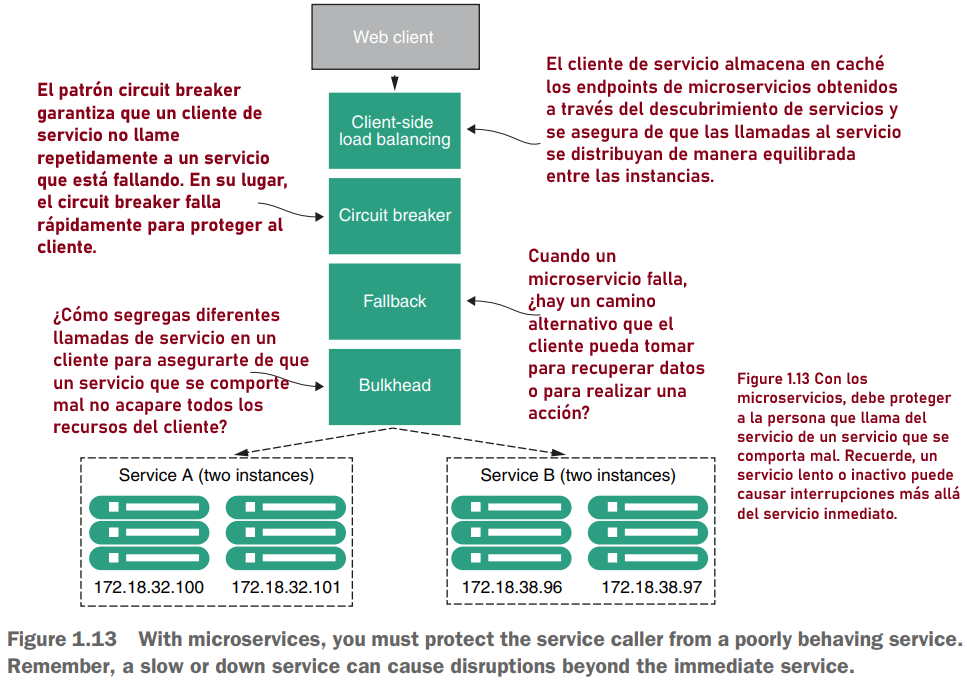 Web client
El patrón circuit breaker
garantiza que un cliente de
servicio no llame
repetidamente a un servicio
que está fallando. En su lugar,
el circuit breaker falla
rápidamente para proteger al
cliente.
Client-side
load balancing
El cliente de servicio almacena en caché
los endpoints de microservicios obtenidos
a través del descubrimiento de servicios y
se asegura de que las llamadas al servicio
se distribuyan de manera equilibrada
entre las instancias.
Circuit breaker
Fallback
Cuando un
microservicio falla,
¿hay un camino
alternativo que el
cliente pueda tomar
para recuperar datos
o para realizar una
acción?
¿Cómo segregas diferentes
llamadas de servicio en un
cliente para asegurarte de que
un servicio que se comporte
mal no acapare todos los
recursos del cliente?
Bulkhead
Figure 1.13 Con los
microservicios, debe proteger
a la persona que llama del
servicio de un servicio que se
comporta mal. Recuerde, un
servicio lento o inactivo puede
causar interrupciones más allá
del servicio inmediato.
Service A (two instances)
172.18.32.100 172.18.32.101
Service B (two instances)
172.18.38.96 172.18.38.97
Figure 1.13 With microservices, you must protect the service caller from a poorly behaving service.
Remember, a slow or down service can cause disruptions beyond the immediate service.